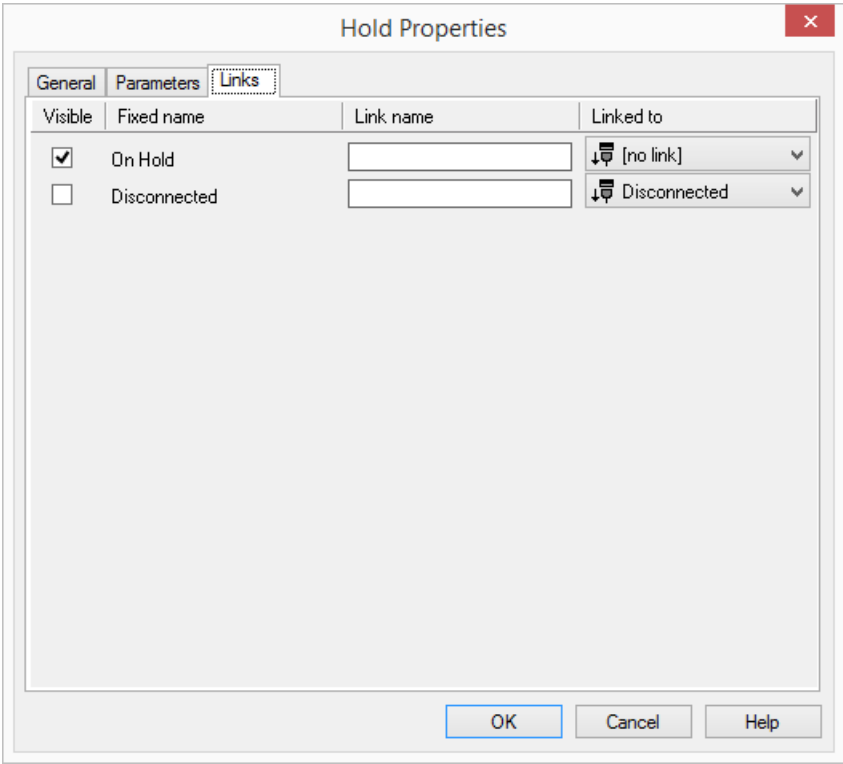 Hold Properties
General Parameters Links
Visible Fixed name Link name Linked to
On Hold [no link]
Disconnected Disconnected
OK Cancel Help